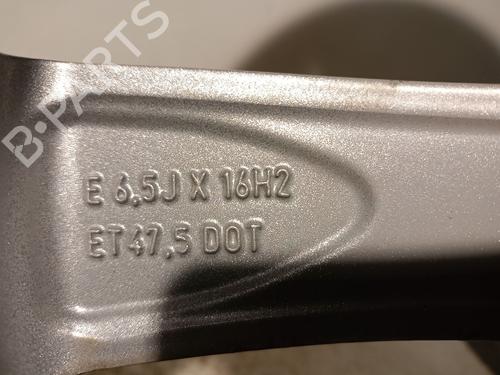 B-PARTS
E 6,5J X 16H2
ET47,5 DOT